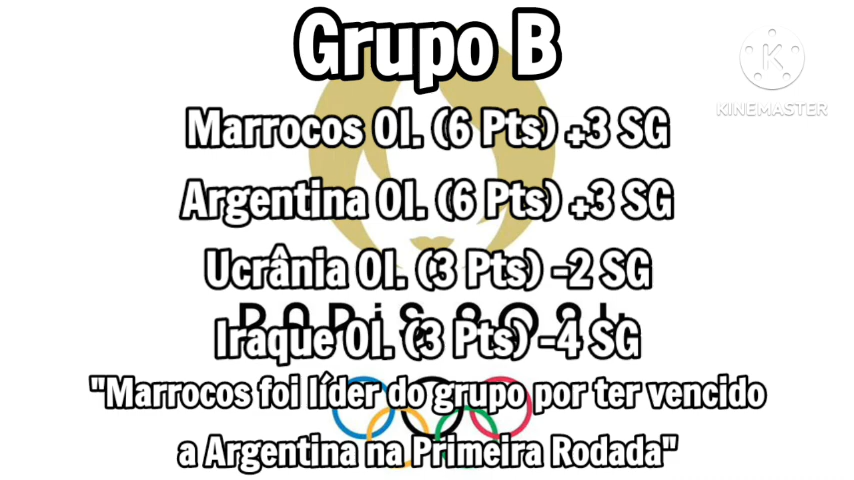 Grupo B
KINEMASTER
Marrocos Ol. (6 Pts) +3 SG
Argentina Ol. (6 Pts) +3 SG
Ucrânia Ol. (3 Pts) -2 SG
PARIS 2024
Iraque Ol. (3 Pts) -4 SG
"Marrocos foi líder do grupo por ter vencido
a Argentina na Primeira Rodada"